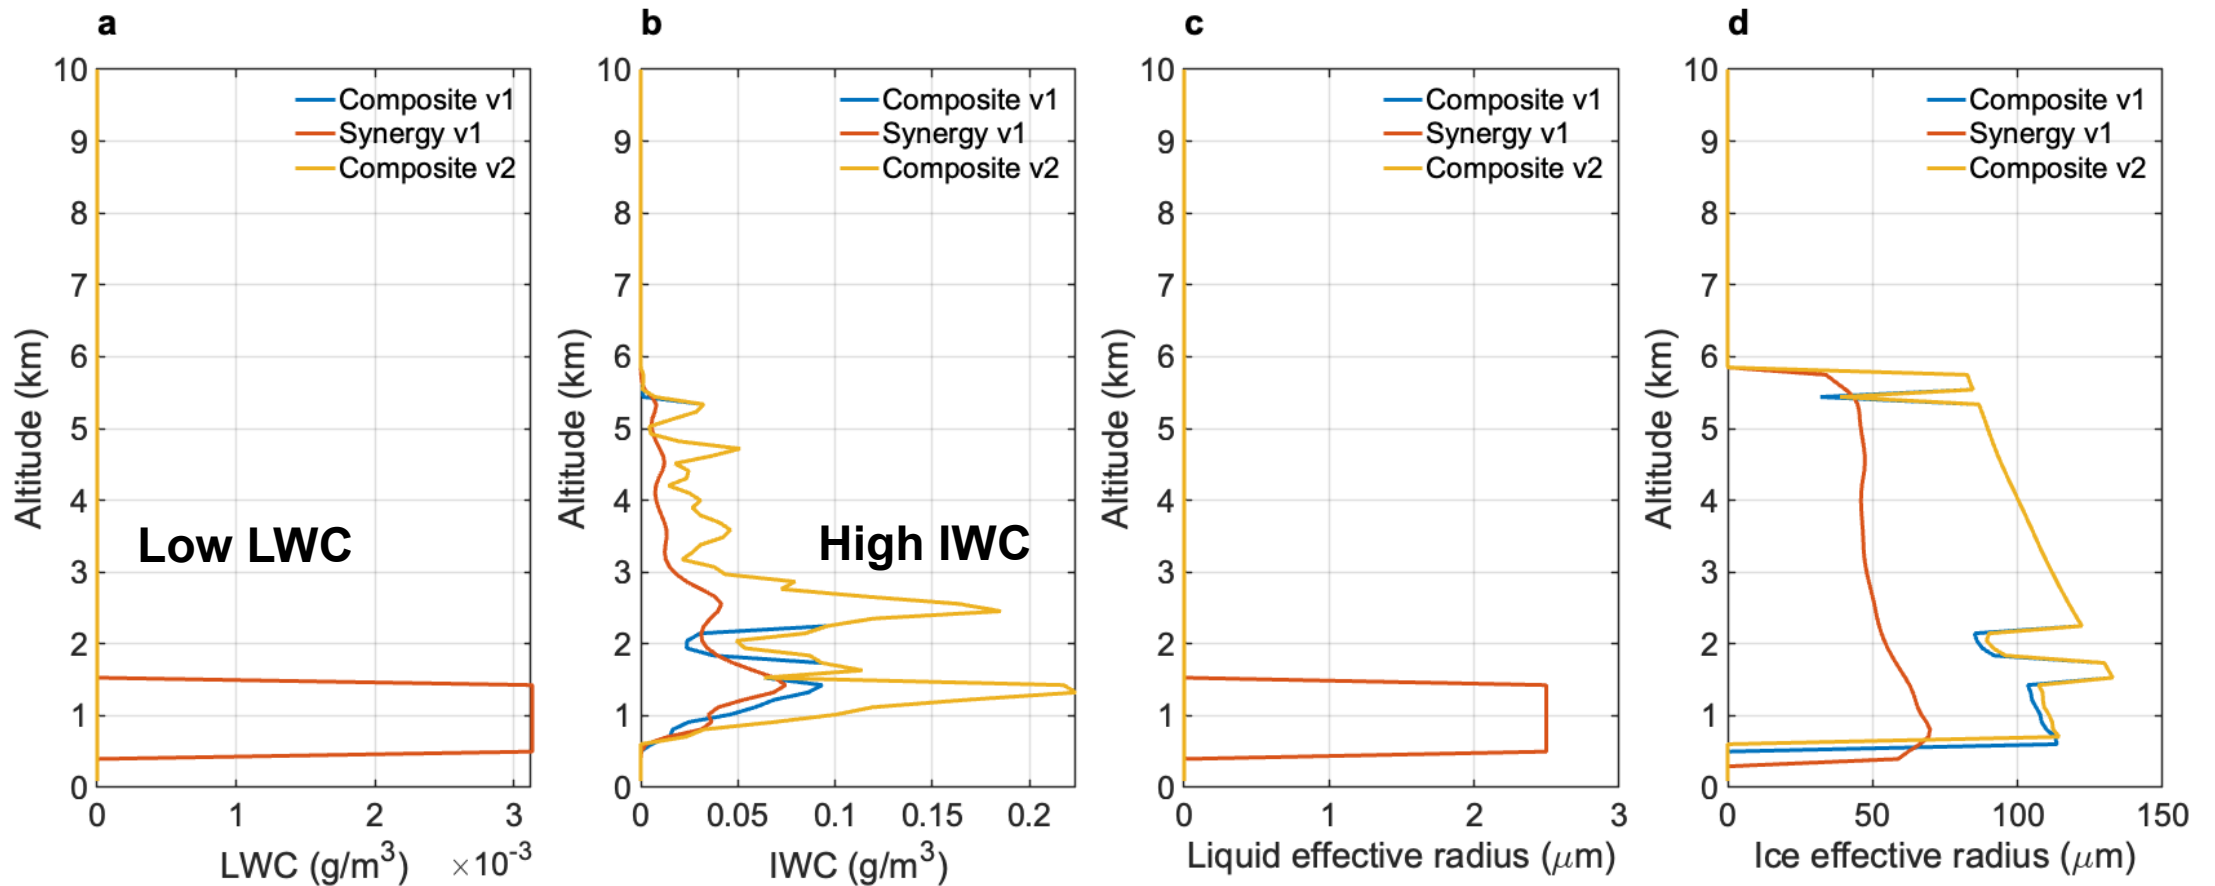 a
10
9
8
7
6
5
4
3
2
1
0
Altitude (km)
Composite v1
Synergy v1
Composite v2
Low LWC
0 1 2 3
LWC (g/m³) ×10⁻³
b
10
9
8
7
6
5
4
3
2
1
0
Altitude (km)
Composite v1
Synergy v1
Composite v2
High IWC
0 0.05 0.1 0.15 0.2
IWC (g/m³)
c
10
9
8
7
6
5
4
3
2
1
0
Altitude (km)
Composite v1
Synergy v1
Composite v2
0 1 2 3
Liquid effective radius (μm)
d
10
9
8
7
6
5
4
3
2
1
0
Altitude (km)
Composite v1
Synergy v1
Composite v2
0 50 100 150
Ice effective radius (μm)